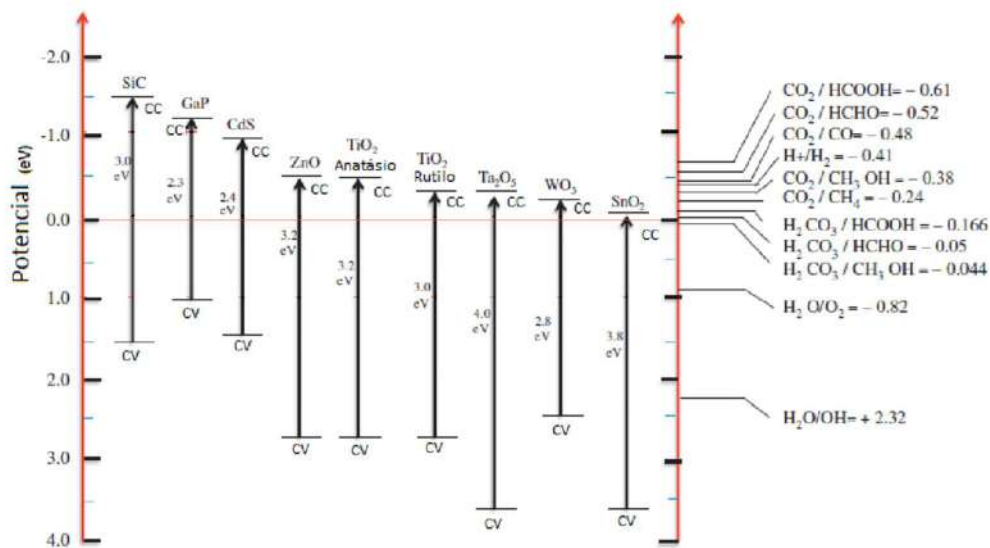 Potencial (eV)
-2.0
-1.0
0.0
1.0
2.0
3.0
4.0
SiC
CC
3.0
eV
CV
GaP
CC
2.3
eV
CV
CdS
CC
2.4
eV
CV
ZnO
CC
3.2
eV
CV
TiO2
Anatásio
CC
3.2
eV
CV
TiO2
Rutilo
CC
3.0
eV
CV
Ta2O5
CC
4.0
eV
CV
WO3
CC
2.8
eV
CV
SnO2
CC
3.8
eV
CV
CO2 / HCOOH= – 0.61
CO2 / HCHO= – 0.52
CO2 / CO= – 0.48
H+/H2 = – 0.41
CO2 / CH3 OH = – 0.38
CO2 / CH4 = – 0.24
H2 CO3 / HCOOH = – 0.166
H2 CO3 / HCHO = – 0.05
H2 CO3 / CH3 OH = – 0.044
H2 O/O2 = – 0.82
H2O/OH= + 2.32